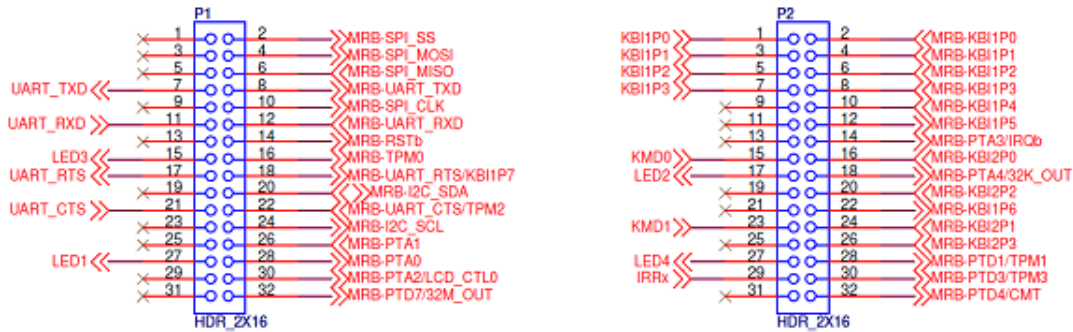 P1
1 2 MRB-SPI_SS
3 4 MRB-SPI_MOSI
5 6 MRB-SPI_MISO
UART_TXD 7 8 MRB-UART_TXD
9 10 MRB-SPI_CLK
UART_RXD 11 12 MRB-UART_RXD
13 14 MRB-RSTb
LED3 15 16 MRB-TPM0
UART_RTS 17 18 MRB-UART_RTS/KBI1P7
19 20 MRB-I2C_SDA
UART_CTS 21 22 MRB-UART_CTS/TPM2
23 24 MRB-I2C_SCL
25 26 MRB-PTA1
LED1 27 28 MRB-PTA0
29 30 MRB-PTA2/LCD_CTL0
31 32 MRB-PTD7/32M_OUT
HDR_2X16
P2
KBI1P0 1 2 MRB-KBI1P0
KBI1P1 3 4 MRB-KBI1P1
KBI1P2 5 6 MRB-KBI1P2
KBI1P3 7 8 MRB-KBI1P3
9 10 MRB-KBI1P4
11 12 MRB-KBI1P5
13 14 MRB-PTA3/IRQb
KMD0 15 16 MRB-KBI2P0
LED2 17 18 MRB-PTA4/32K_OUT
19 20 MRB-KBI2P2
21 22 MRB-KBI1P6
KMD1 23 24 MRB-KBI2P1
25 26 MRB-KBI2P3
LED4 27 28 MRB-PTD1/TPM1
IRRx 29 30 MRB-PTD3/TPM3
31 32 MRB-PTD4/CMT
HDR_2X16